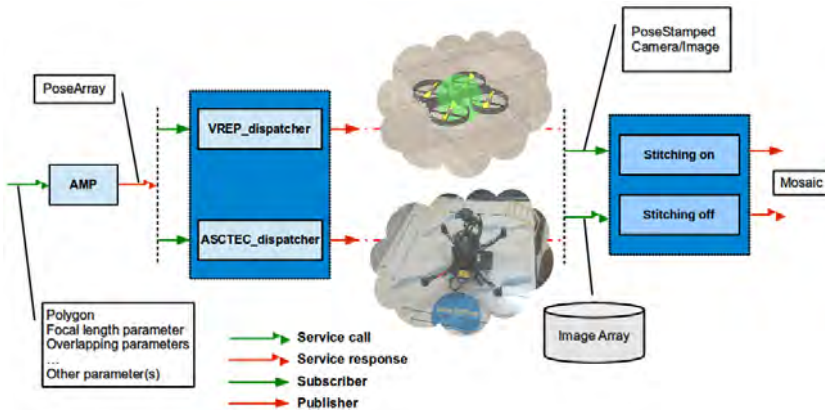 PoseStamped
Camera/Image
PoseArray
VREP_dispatcher
AMP
Stitching on
Mosaic
Stitching off
ASCTEC_dispatcher
Polygon
Focal length parameter
Overlapping parameters
...
Other parameter(s)
Image Array
Service call
Service response
Subscriber
Publisher